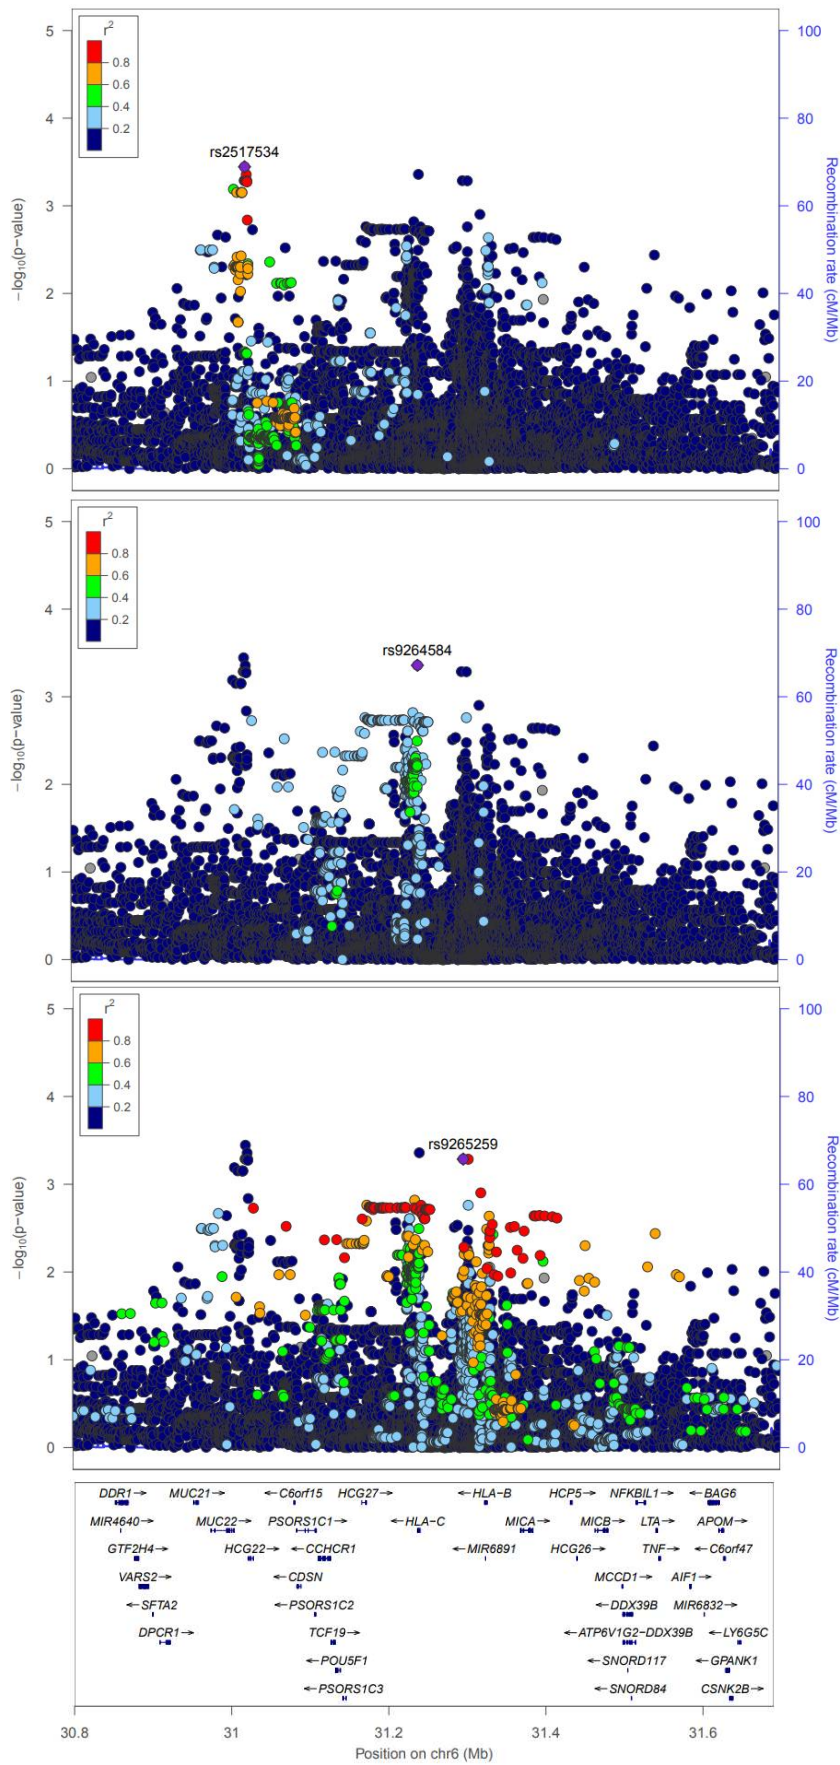 r2
5
4
3
2
1
0
0.8
0.6
0.4
0.2
rs2517534
100
80
60
40
20
0
−log10(p−value)
Recombination rate (cM/Mb)
r2
5
4
3
2
1
0
0.8
0.6
0.4
0.2
rs9264584
100
80
60
40
20
0
−log10(p−value)
Recombination rate (cM/Mb)
r2
5
4
3
2
1
0
0.8
0.6
0.4
0.2
rs9265259
100
80
60
40
20
0
−log10(p−value)
Recombination rate (cM/Mb)
DDR1→ MUC21→ ←C6orf15 HCG27→ ←HLA−B HCP5→ NFKBIL1→ ←BAG6
MIR4640→ MUC22→ PSORS1C1→ ←HLA−C MICA→ MICB→ LTA→ APOM→
GTF2H4→ HCG22→ ←CCHCR1 ←MIR6891 HCG26→ TNF→ ←C6orf47
VARS2→ ←CDSN MCCD1→ AIF1→
←SFTA2 ←PSORS1C2 ←DDX39B MIR6832→
DPCR1→ TCF19→ ←ATP6V1G2−DDX39B ←LY6G5C
←POU5F1 ←SNORD117 ←GPANK1
←PSORS1C3 ←SNORD84 CSNK2B→
30.8 31 31.2 31.4 31.6
Position on chr6 (Mb)